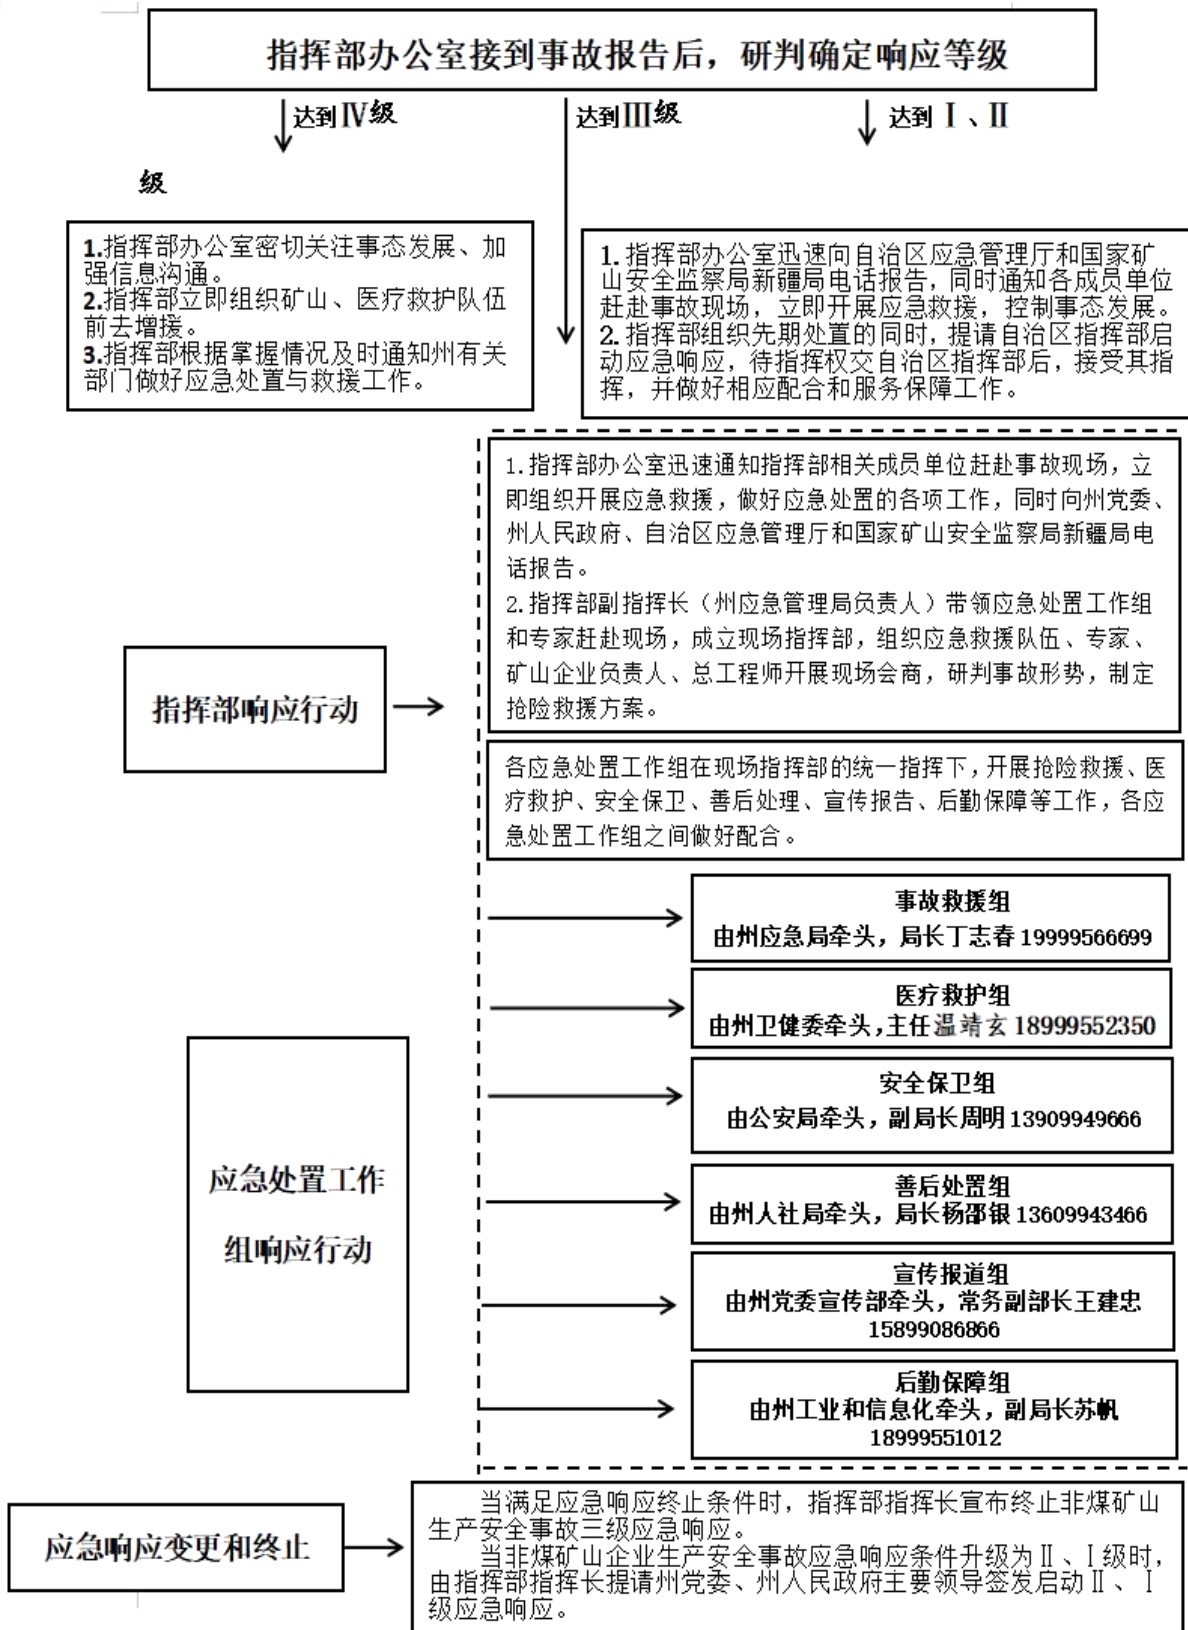 指挥部办公室接到事故报告后，研判确定响应等级
达到Ⅳ级
达到Ⅲ级
达到Ⅰ、Ⅱ
级
1.指挥部办公室密切关注事态发展、加
强信息沟通。
2.指挥部立即组织矿山、医疗救护队伍
前去增援。
3.指挥部根据掌握情况及时通知州有关
部门做好应急处置与救援工作。
1. 指挥部办公室迅速向自治区应急管理厅和国家矿
山安全监察局新疆局电话报告，同时通知各成员单位
赶赴事故现场，立即开展应急救援，控制事态发展。
2. 指挥部组织先期处置的同时，提请自治区指挥部启
动应急响应，待指挥权交自治区指挥部后，接受其指
挥，并做好相应配合和服务保障工作。
1.指挥部办公室迅速通知指挥部相关成员单位赶赴事故现场，立
即组织开展应急救援，做好应急处置的各项工作，同时向州党委、
州人民政府、自治区应急管理厅和国家矿山安全监察局新疆局电
话报告。
2.指挥部副指挥长（州应急管理局负责人）带领应急处置工作组
和专家赶赴现场，成立现场指挥部，组织应急救援队伍、专家、
矿山企业负责人、总工程师开展现场会商，研判事故形势，制定
抢险救援方案。
指挥部响应行动
各应急处置工作组在现场指挥部的统一指挥下，开展抢险救援、医
疗救护、安全保卫、善后处理、宣传报告、后勤保障等工作，各应
急处置工作组之间做好配合。
应急处置工作
组响应行动
事故救援组
由州应急局牵头，局长丁志春 19999566699
医疗救护组
由州卫健委牵头，主任温靖玄 18999552350
安全保卫组
由公安局牵头，副局长周明 13909949666
善后处置组
由州人社局牵头，局长杨邵银 13609943466
宣传报道组
由州党委宣传部牵头，常务副部长王建忠
15899086866
后勤保障组
由州工业和信息化牵头，副局长苏帆
18999551012
应急响应变更和终止
当满足应急响应终止条件时，指挥部指挥长宣布终止非煤矿山
生产安全事故三级应急响应。
当非煤矿山企业生产安全事故应急响应条件升级为Ⅱ、Ⅰ级时，
由指挥部指挥长提请州党委、州人民政府主要领导签发启动Ⅱ、Ⅰ
级应急响应。